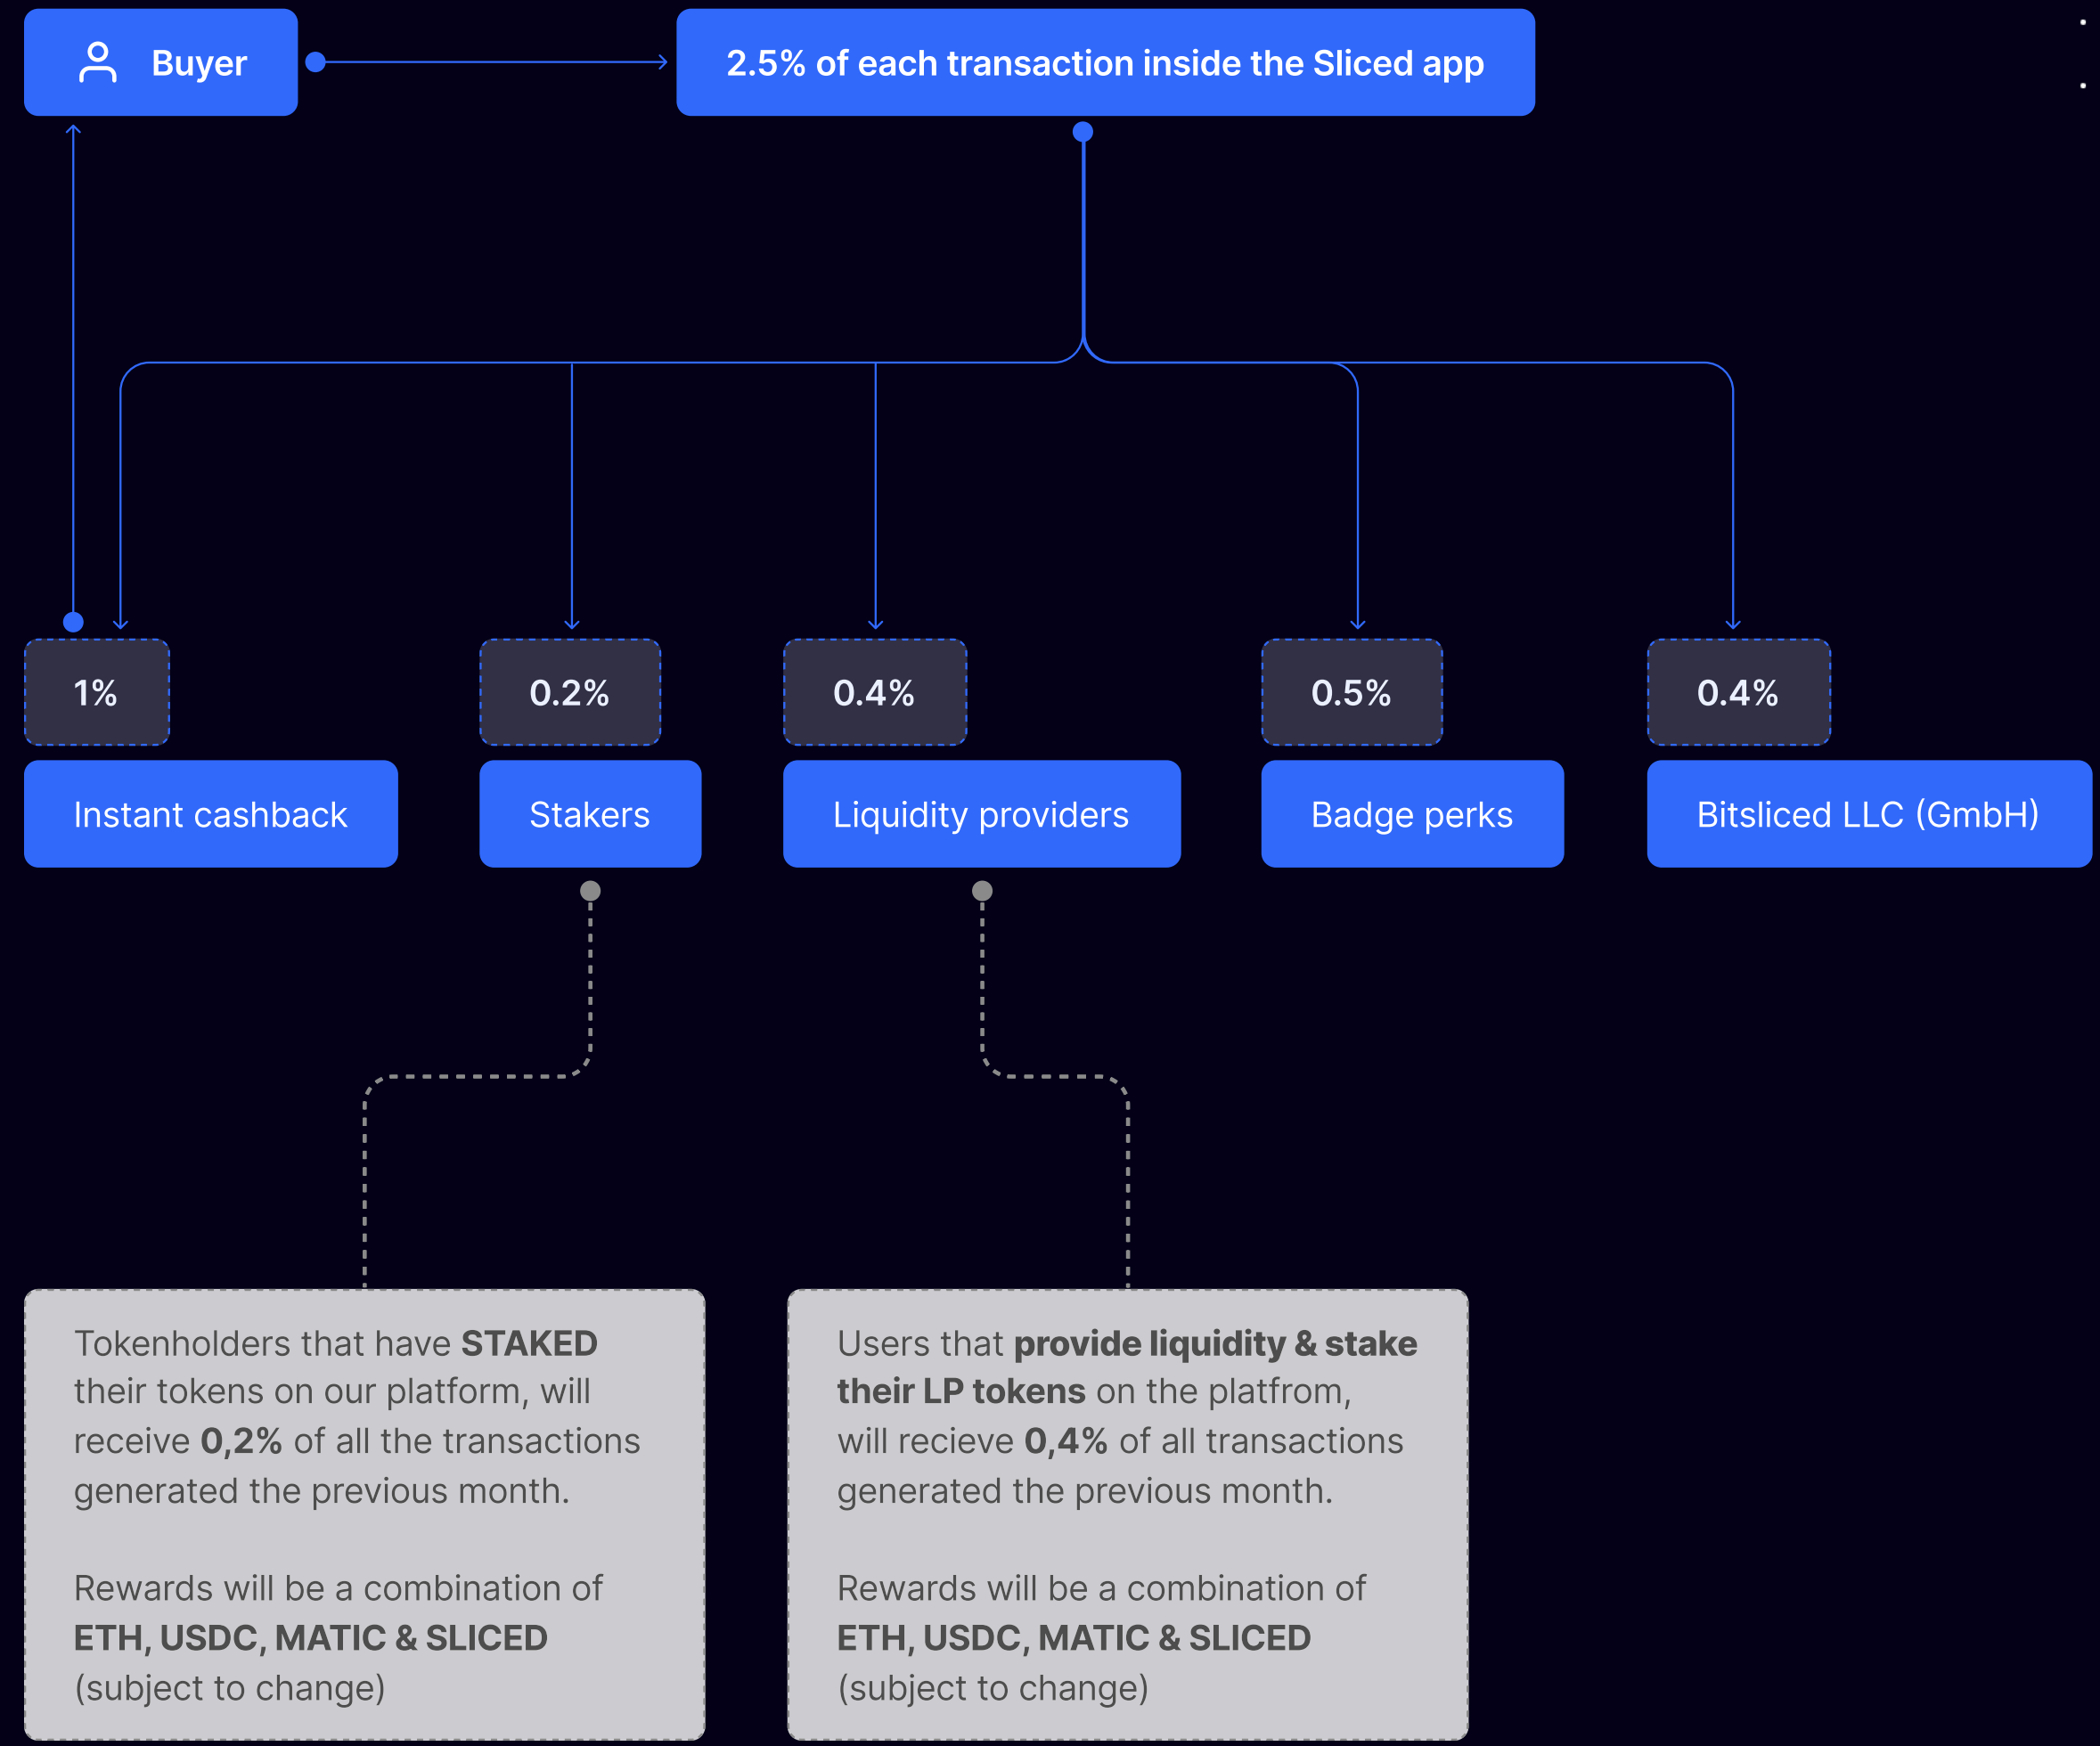 Buyer
2.5% of each transaction inside the Sliced app
1%
0.2%
0.4%
0.5%
0.4%
Instant cashback
Stakers
Liquidity providers
Badge perks
Bitsliced LLC (GmbH)
Tokenholders that have STAKED
their tokens on our platform, will
receive 0,2% of all the transactions
generated the previous month.
Rewards will be a combination of
ETH, USDC, MATIC & SLICED
(subject to change)
Users that provide liquidity & stake
their LP tokens on the platfrom,
will recieve 0,4% of all transactions
generated the previous month.
Rewards will be a combination of
ETH, USDC, MATIC & SLICED
(subject to change)